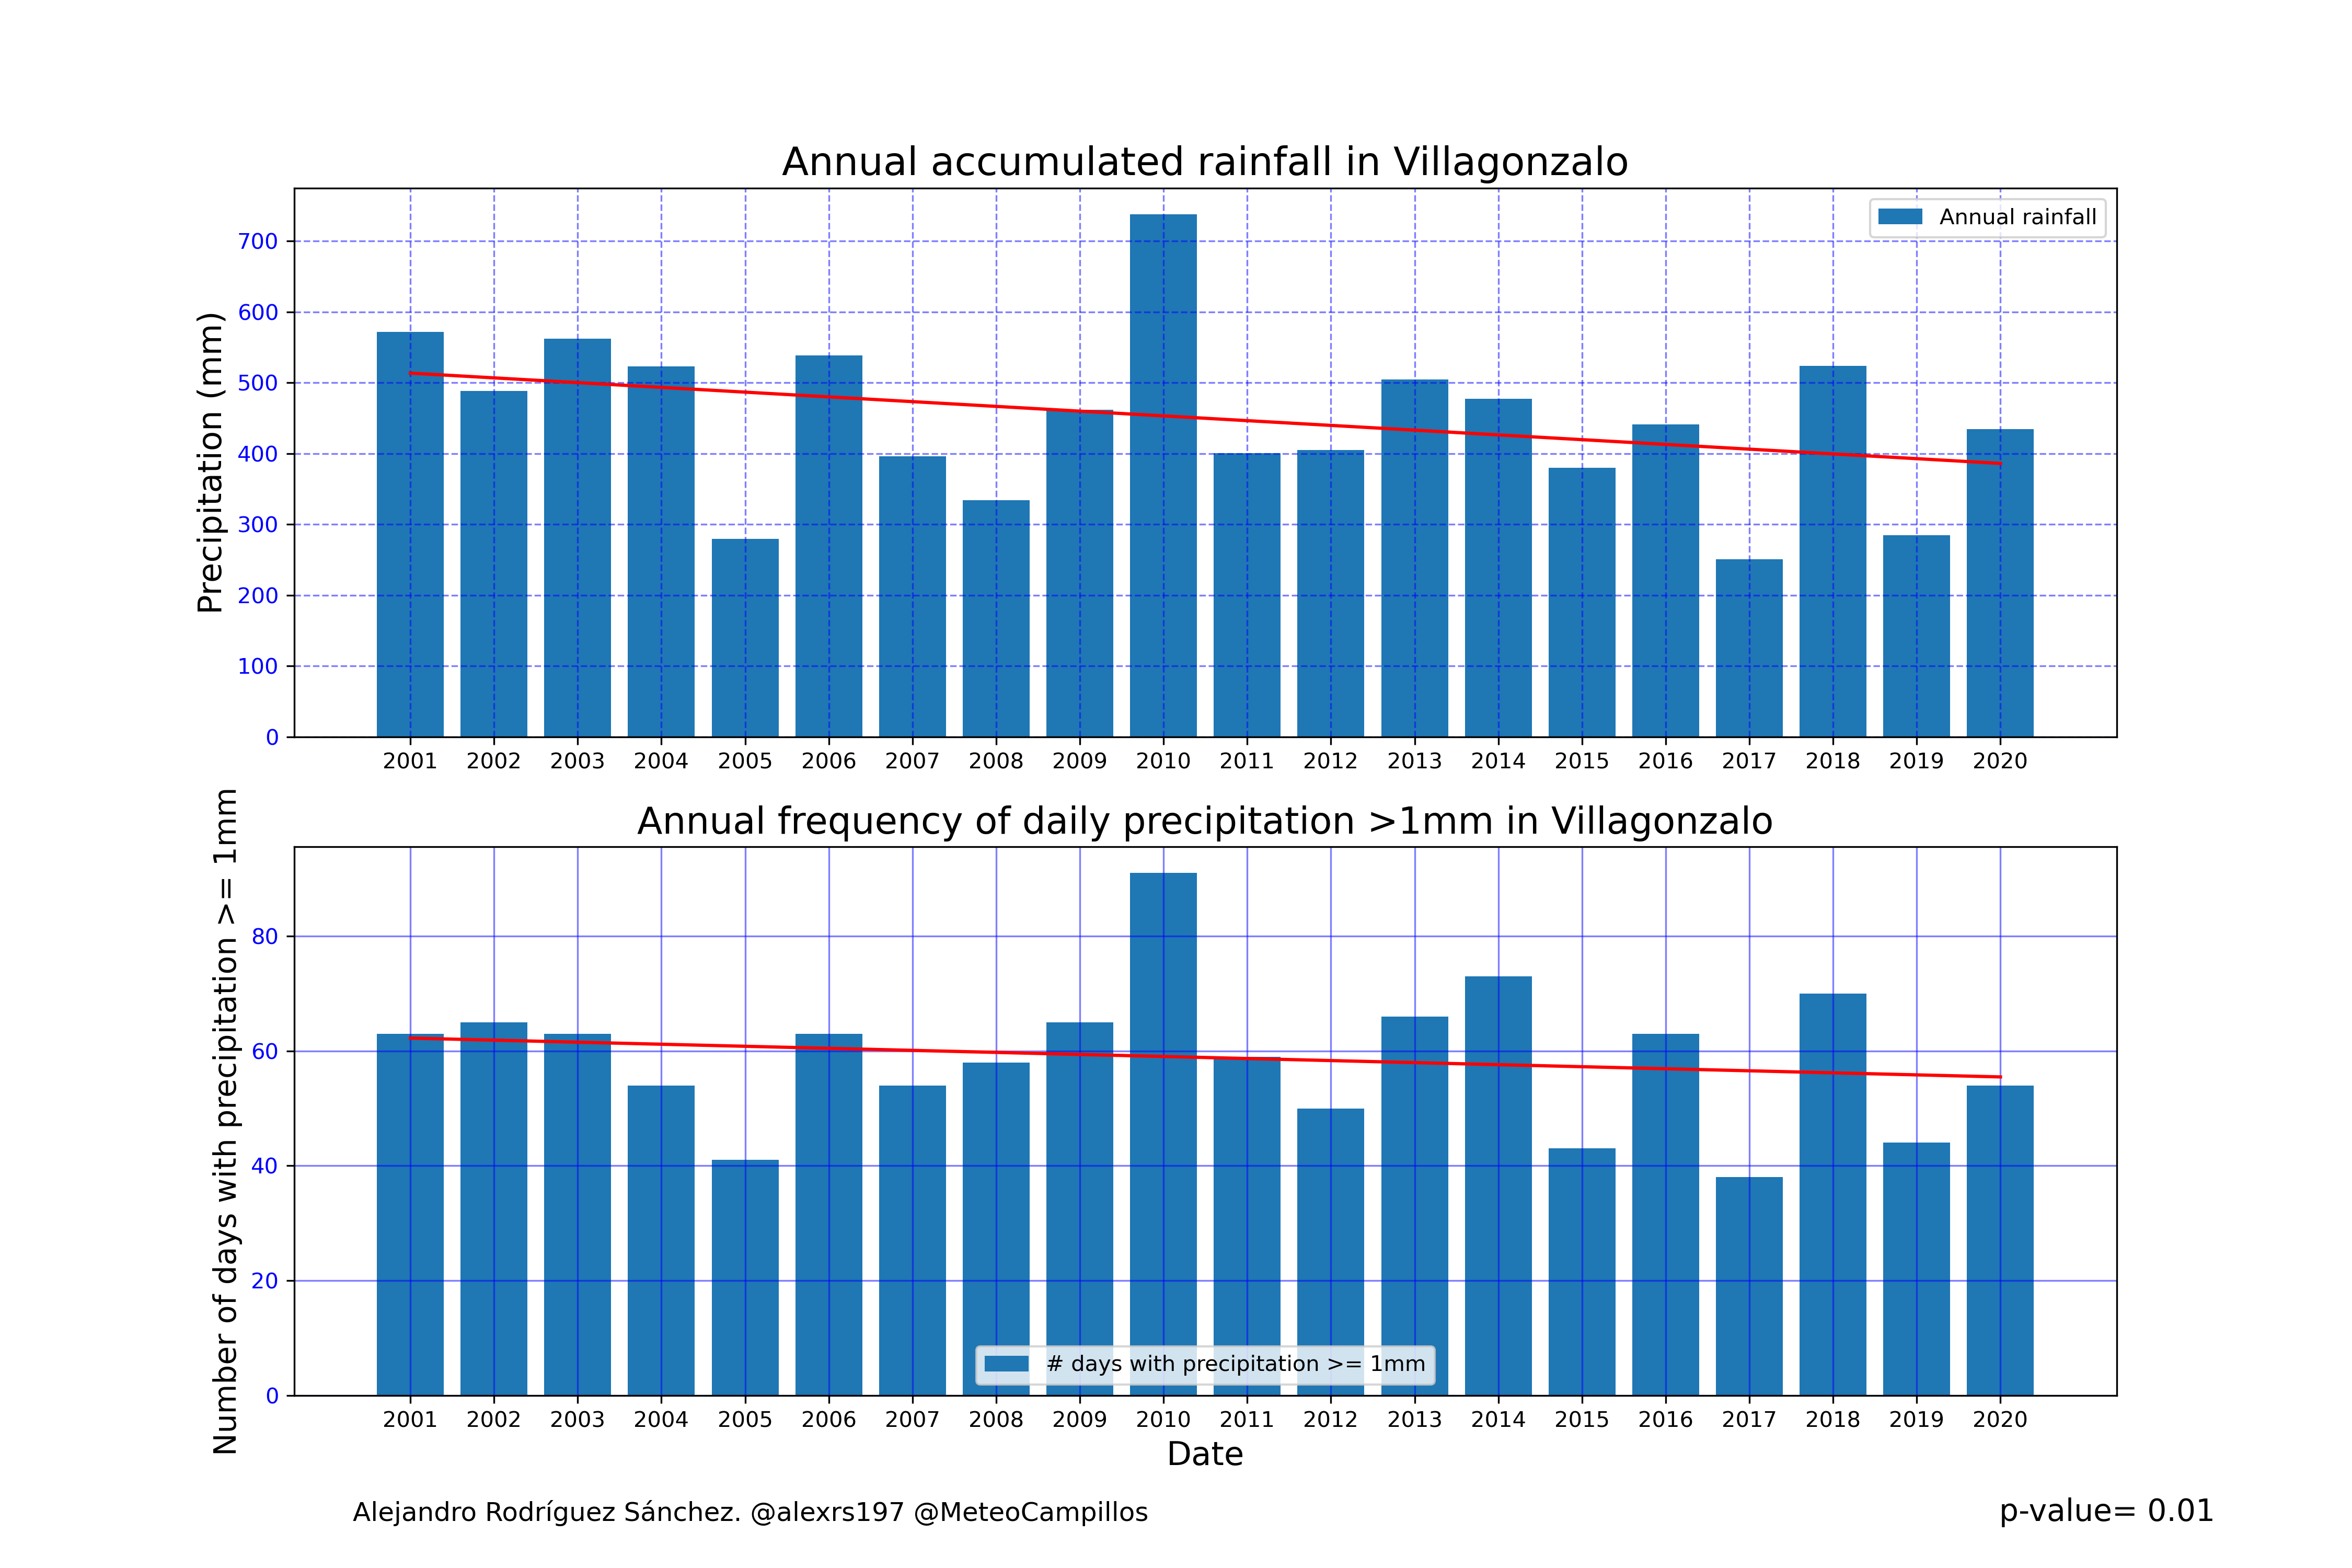 Annual accumulated rainfall in Villagonzalo
Precipitation (mm)
Annual rainfall
700
600
500
400
300
200
100
0
2001 2002 2003 2004 2005 2006 2007 2008 2009 2010 2011 2012 2013 2014 2015 2016 2017 2018 2019 2020
Annual frequency of daily precipitation >1mm in Villagonzalo
Number of days with precipitation >= 1mm
80
60
40
20
0
# days with precipitation >= 1mm
2001 2002 2003 2004 2005 2006 2007 2008 2009 2010 2011 2012 2013 2014 2015 2016 2017 2018 2019 2020
Date
Alejandro Rodríguez Sánchez. @alexrs197 @MeteoCampillos
p-value= 0.01